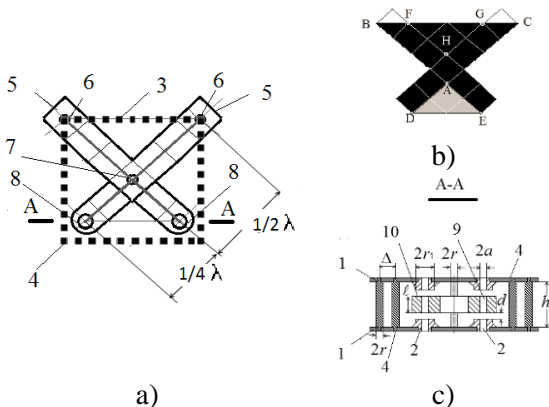 5
6
3
6
5
7
8
8
A
A
4
1/2 λ
1/4 λ
a)
B
F
G
C
H
A
D
E
b)
A-A
10
2r₁
2r
9
2a
4
1
Δ
ℓ
d
h
1
2r
4
2
2
c)